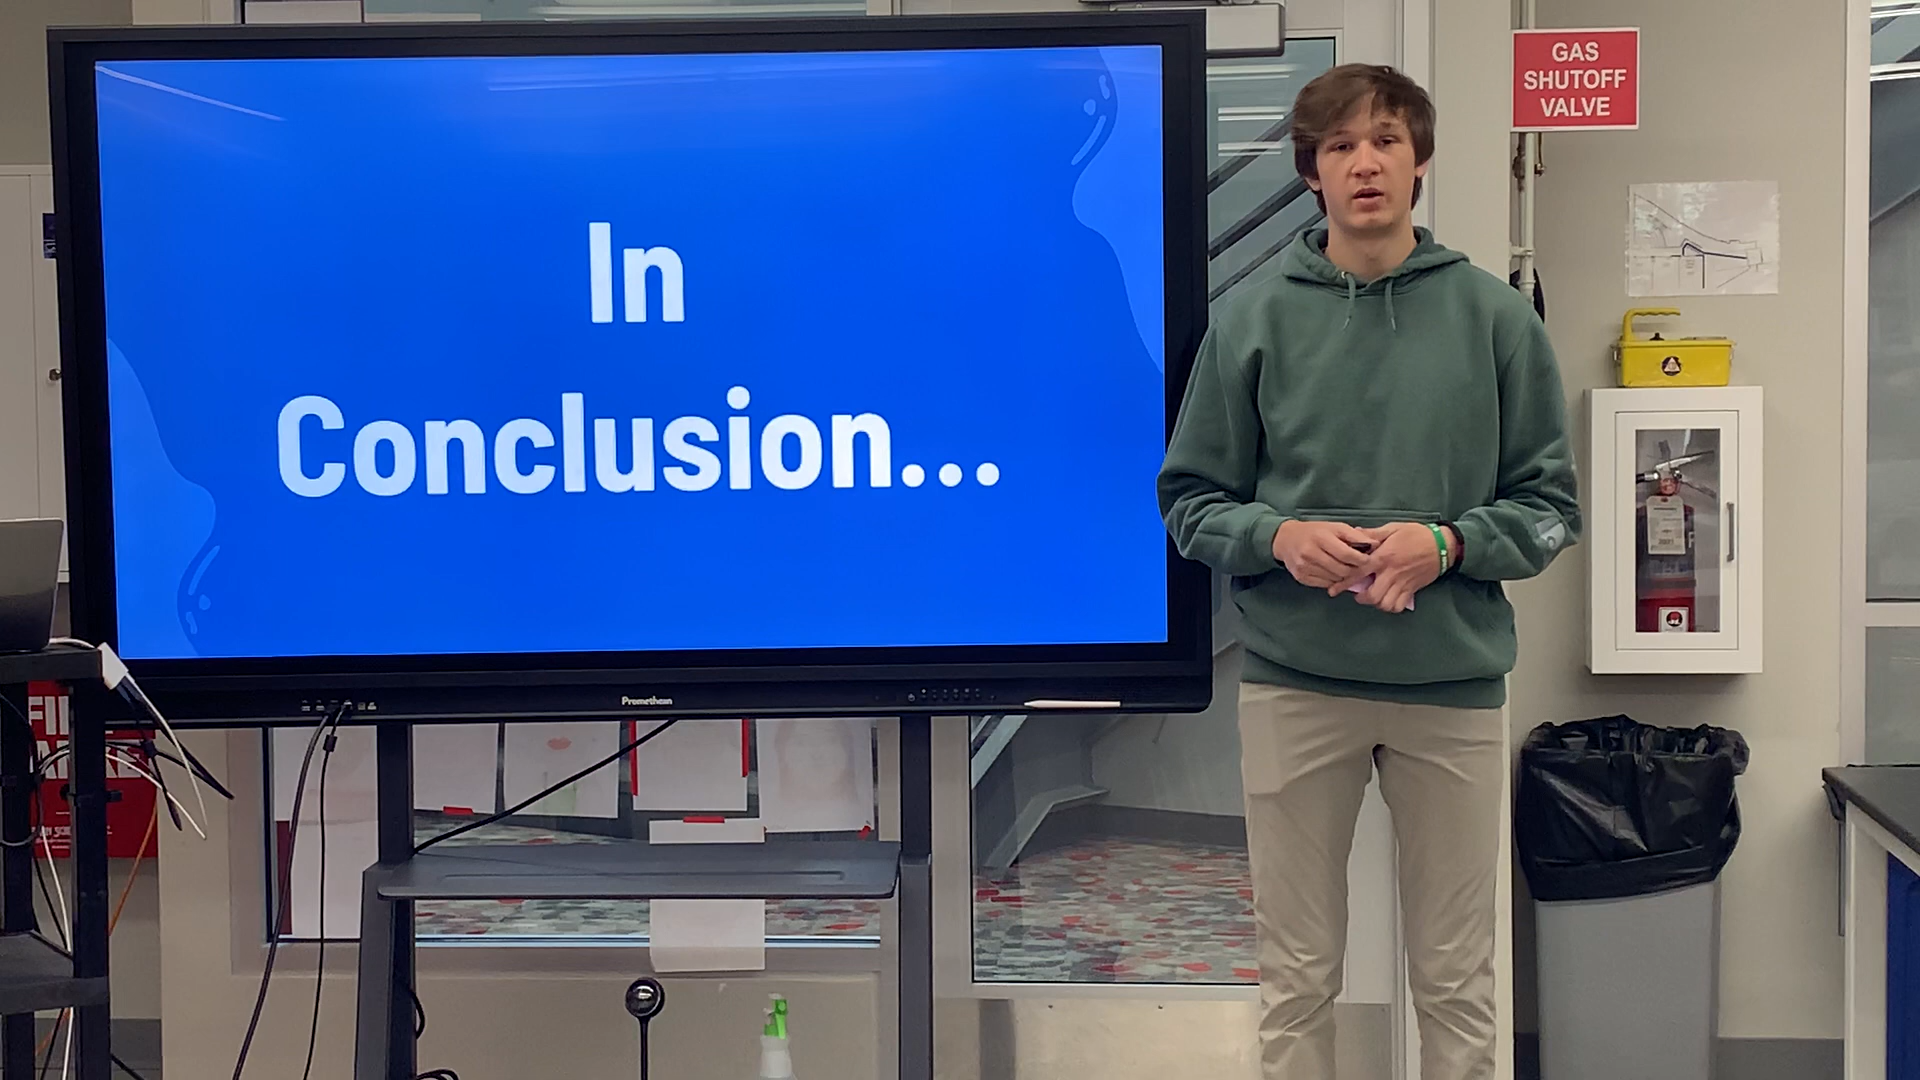 In
Conclusion...
GAS
SHUTOFF
VALVE
Promethean